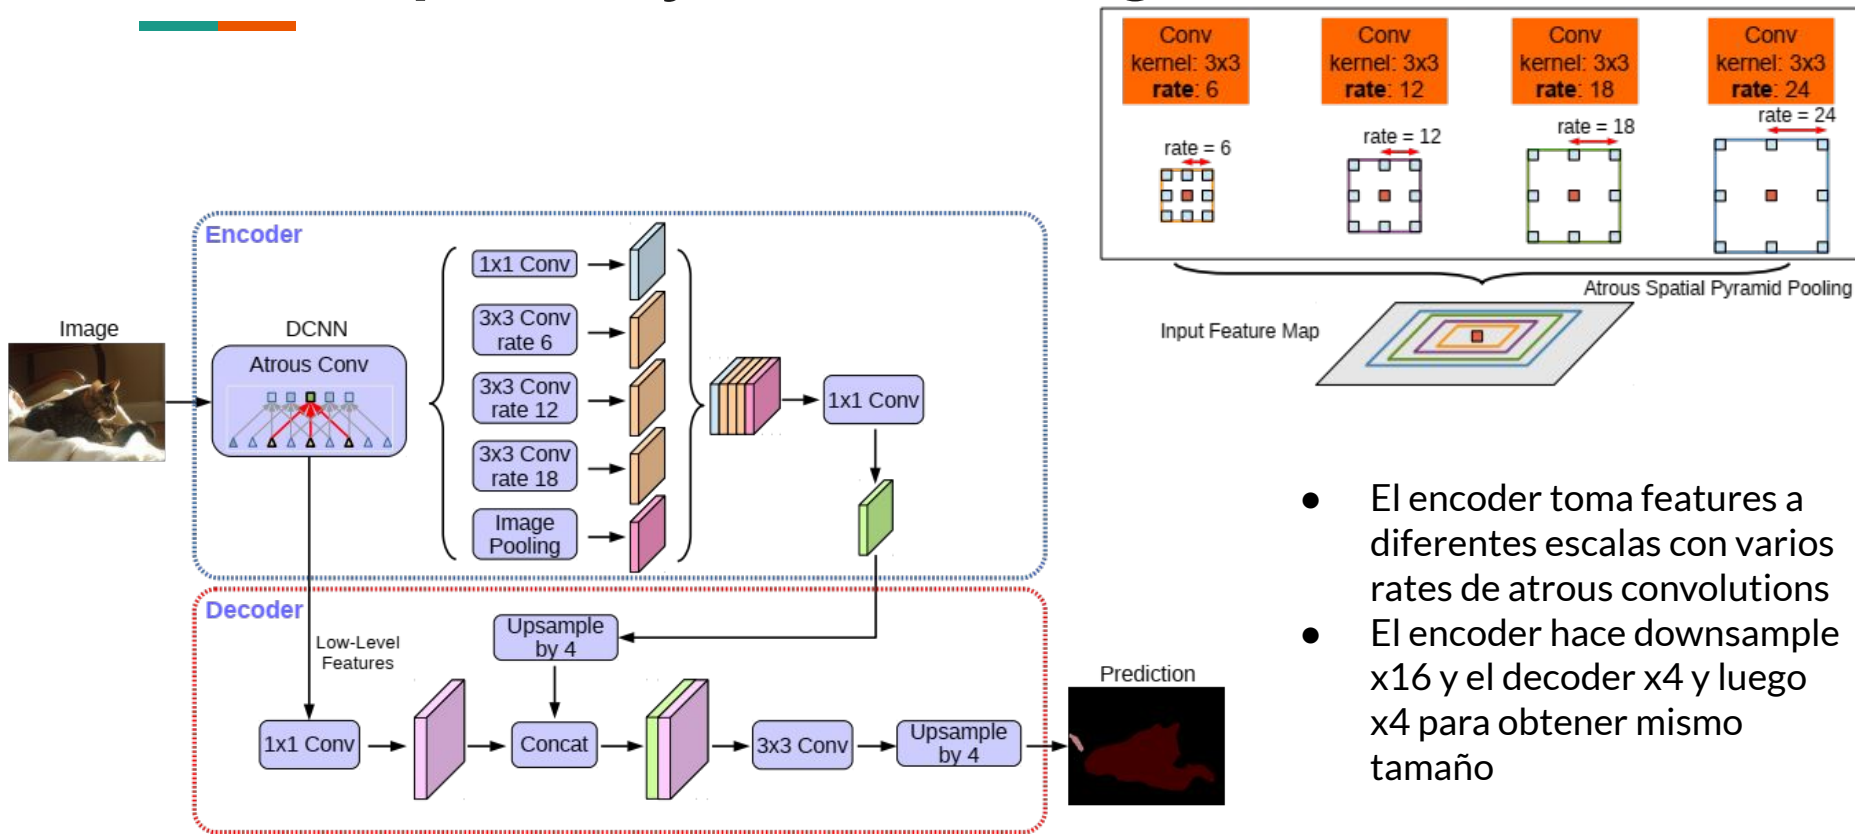 Conv
kernel: 3x3
rate: 6
Conv
kernel: 3x3
rate: 12
Conv
kernel: 3x3
rate: 18
Conv
kernel: 3x3
rate: 24
rate = 6
rate = 12
rate = 18
rate = 24
Atrous Spatial Pyramid Pooling
Input Feature Map
Encoder
Image
DCNN
Atrous Conv
1x1 Conv
3x3 Conv
rate 6
3x3 Conv
rate 12
3x3 Conv
rate 18
Image
Pooling
1x1 Conv
Decoder
Low-Level
Features
Upsample
by 4
1x1 Conv
Concat
3x3 Conv
Upsample
by 4
Prediction
● El encoder toma features a
diferentes escalas con varios
rates de atrous convolutions
● El encoder hace downsample
x16 y el decoder x4 y luego
x4 para obtener mismo
tamaño